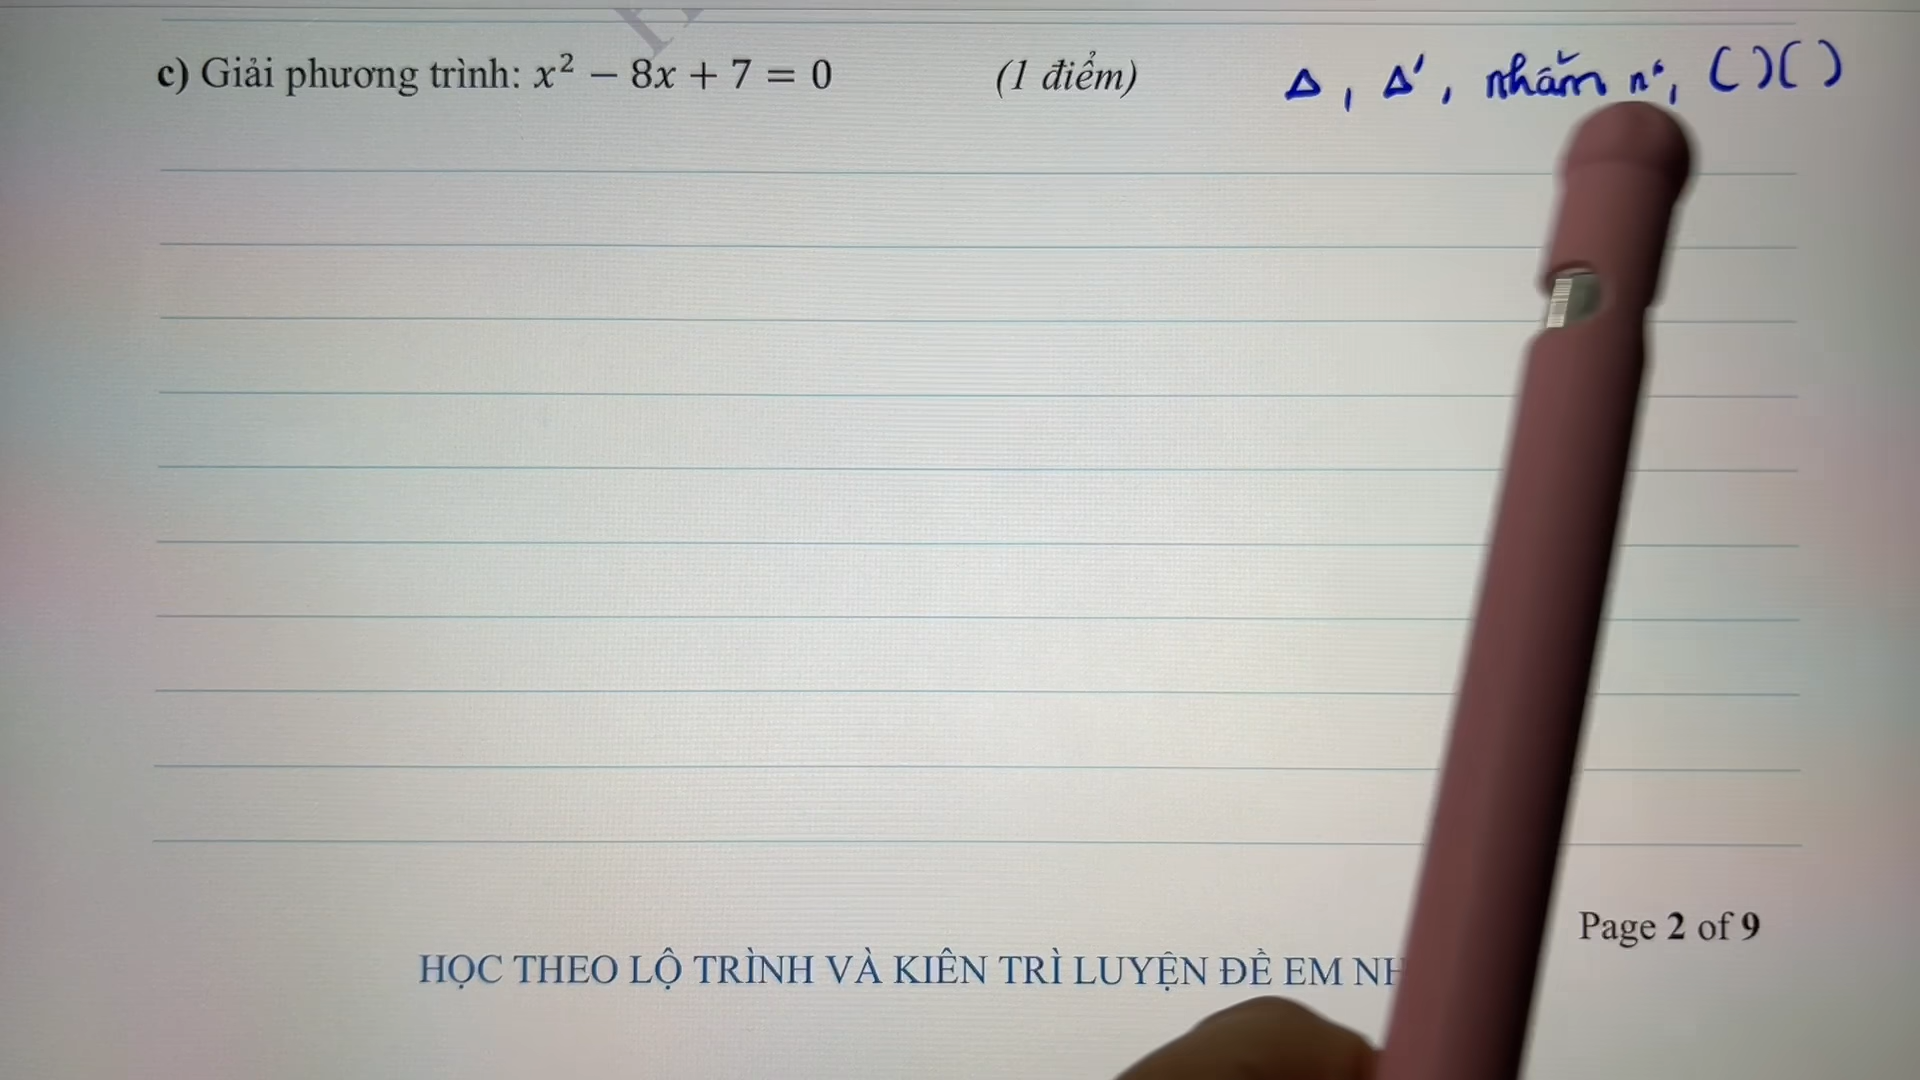 c) Giải phương trình: x² − 8x + 7 = 0 (1 điểm) Δ, Δ', nhẩm n°, ( )( )
Page 2 of 9
HỌC THEO LỘ TRÌNH VÀ KIÊN TRÌ LUYỆN ĐỀ EM